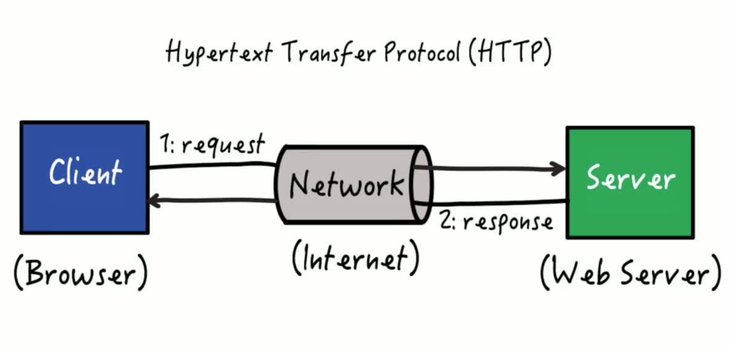 Hypertext Transfer Protocol (HTTP)
1: request
Client
Network
Server
2: response
(Browser)
(Internet)
(Web Server)